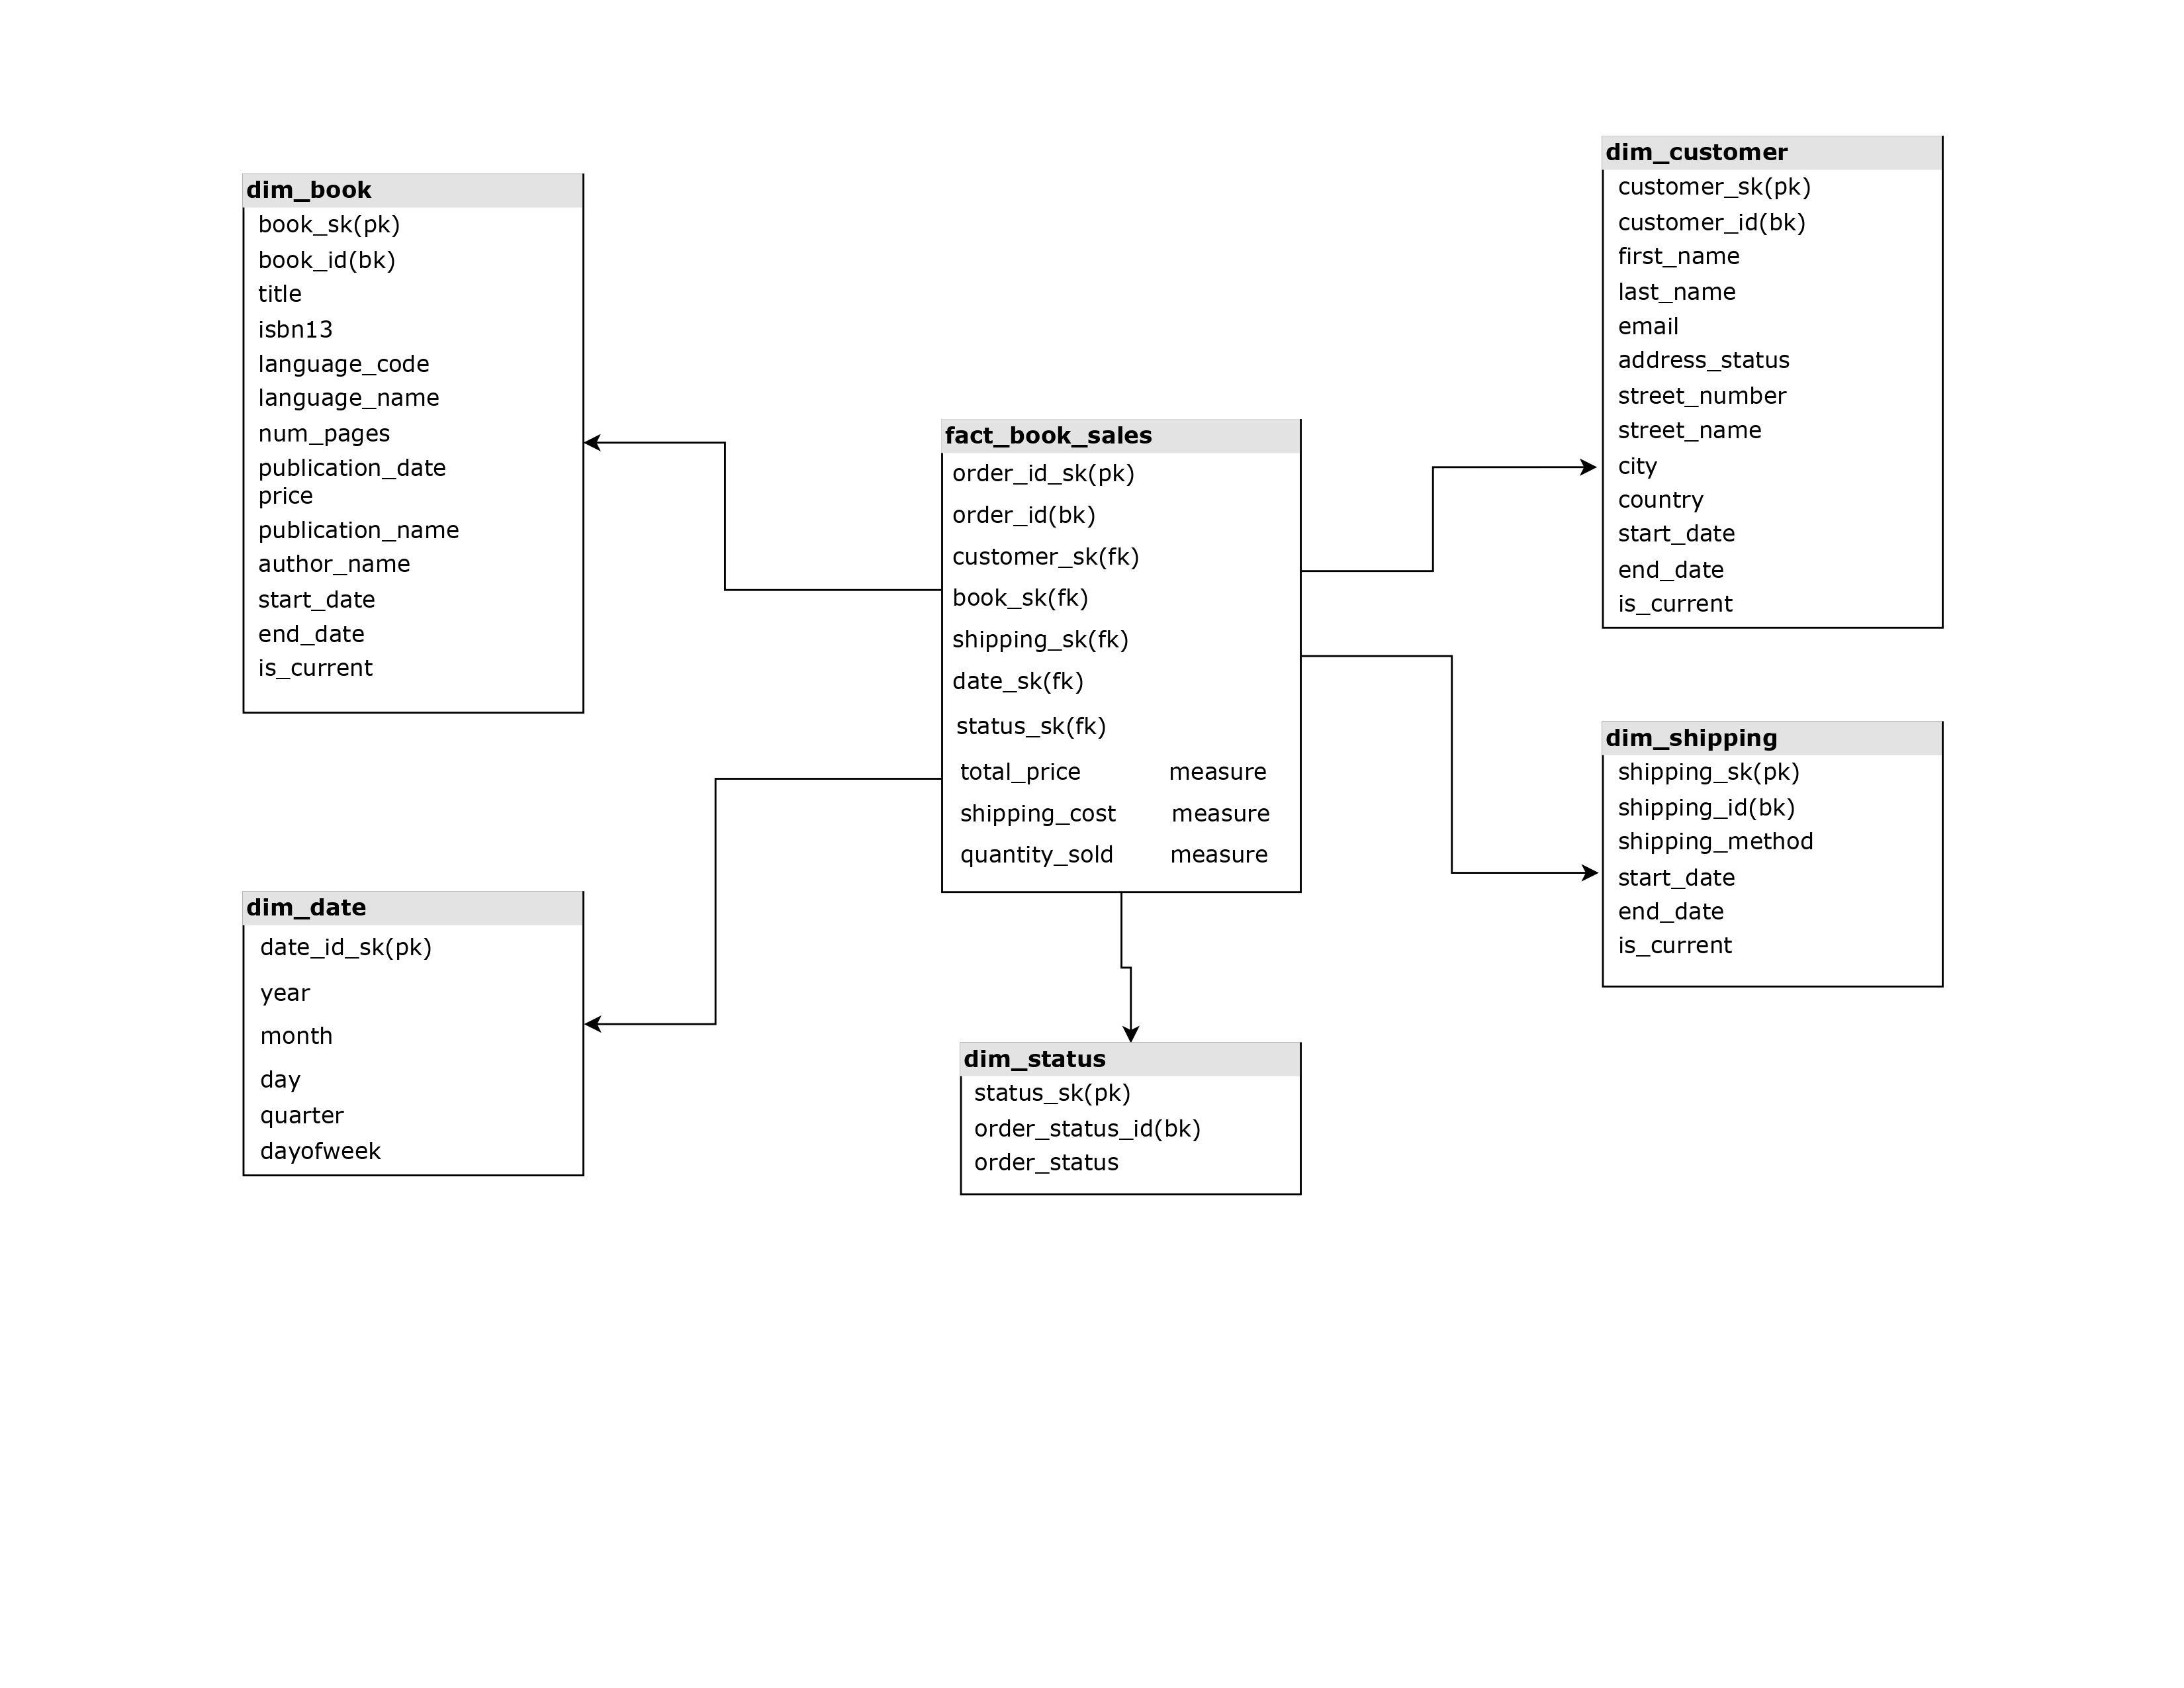 dim_book
book_sk(pk)
book_id(bk)
title
isbn13
language_code
language_name
num_pages
publication_date
price
publication_name
author_name
start_date
end_date
is_current
dim_date
date_id_sk(pk)
year
month
day
quarter
dayofweek
fact_book_sales
order_id_sk(pk)
order_id(bk)
customer_sk(fk)
book_sk(fk)
shipping_sk(fk)
date_sk(fk)
status_sk(fk)
total_price measure
shipping_cost measure
quantity_sold measure
dim_status
status_sk(pk)
order_status_id(bk)
order_status
dim_customer
customer_sk(pk)
customer_id(bk)
first_name
last_name
email
address_status
street_number
street_name
city
country
start_date
end_date
is_current
dim_shipping
shipping_sk(pk)
shipping_id(bk)
shipping_method
start_date
end_date
is_current